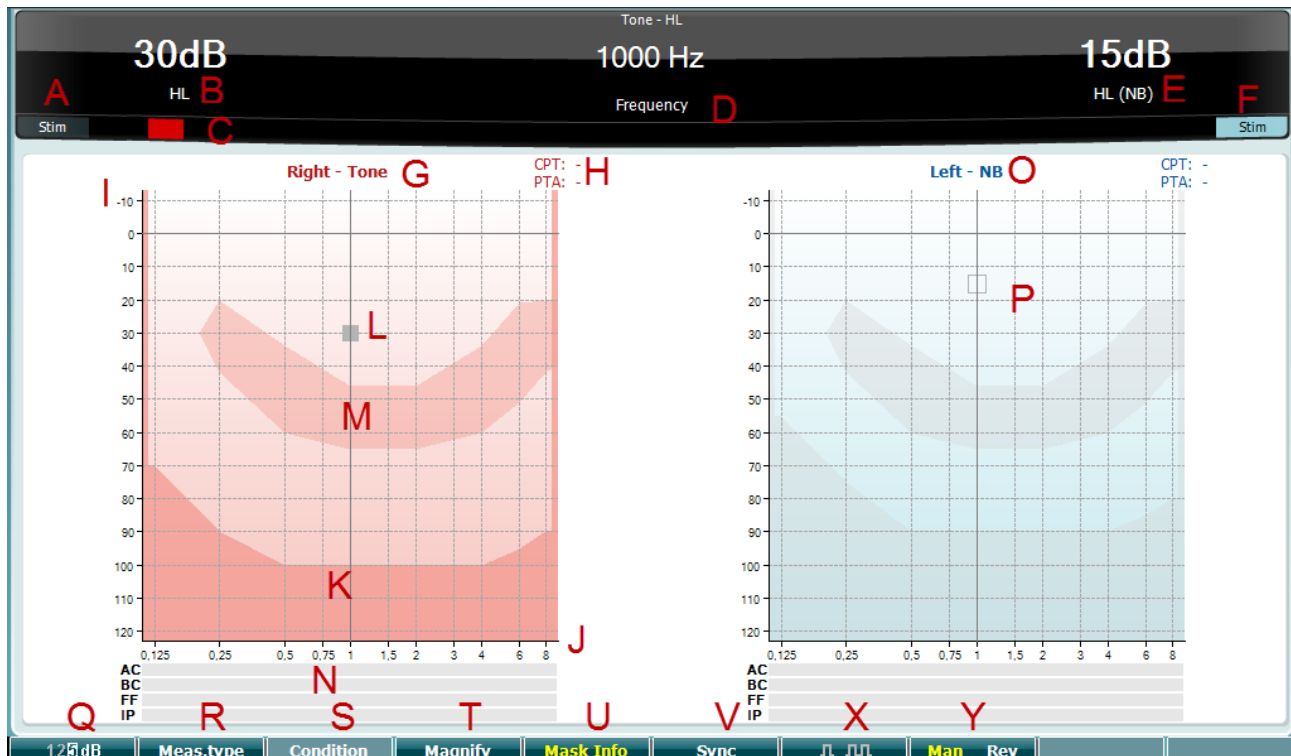 Tone - HL
30dB 1000 Hz 15dB
A HL B Frequency D HL (NB) E F
Stim C Stim
Right - Tone G CPT: - H
PTA: -
Left - NB O CPT: -
PTA: -
I
-10
0
10
20
30
40
50
60
70
80
90
100
110
120
L
M
K
J
0,125 0,25 0,5 0,75 1 1,5 2 3 4 6 8
AC
BC
FF
IP
N
-10
0
10
20
30
40
50
60
70
80
90
100
110
120
P
0,125 0,25 0,5 0,75 1 1,5 2 3 4 6 8
AC
BC
FF
IP
Q R S T U V X Y
125dB Meas.type Condition Magnify Mask Info Sync Man Rev